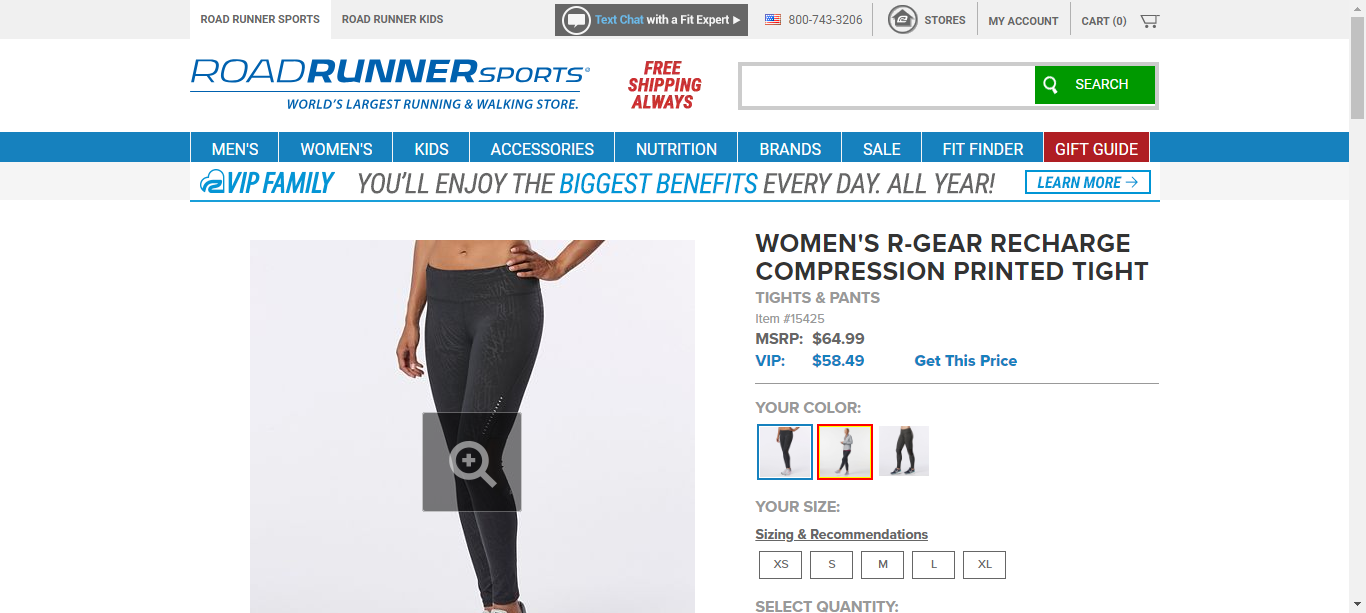 ROAD RUNNER SPORTS
ROAD RUNNER KIDS
Text Chat with a Fit Expert ▶
800-743-3206
STORES
MY ACCOUNT
CART (0)
ROADRUNNERSPORTS®
WORLD'S LARGEST RUNNING & WALKING STORE.
FREE
SHIPPING
ALWAYS
SEARCH
MEN'S
WOMEN'S
KIDS
ACCESSORIES
NUTRITION
BRANDS
SALE
FIT FINDER
GIFT GUIDE
VIP FAMILY
YOU'LL ENJOY THE BIGGEST BENEFITS EVERY DAY. ALL YEAR!
LEARN MORE →
WOMEN'S R-GEAR RECHARGE
COMPRESSION PRINTED TIGHT
TIGHTS & PANTS
Item #15425
MSRP: $64.99
VIP: $58.49 Get This Price
YOUR COLOR:
YOUR SIZE:
Sizing & Recommendations
XS
S
M
L
XL
SELECT QUANTITY: